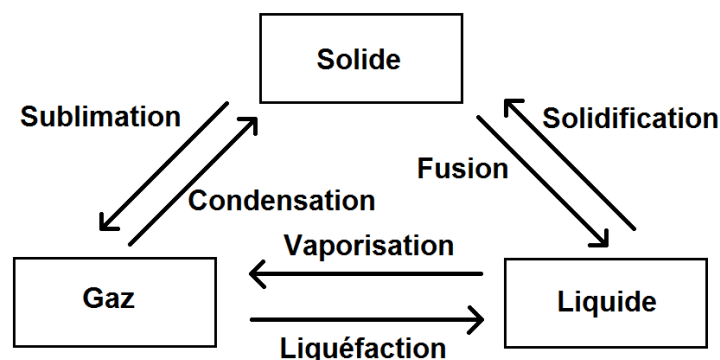 Solide
Sublimation
Solidification
Fusion
Condensation
Vaporisation
Gaz
Liquide
Liquéfaction